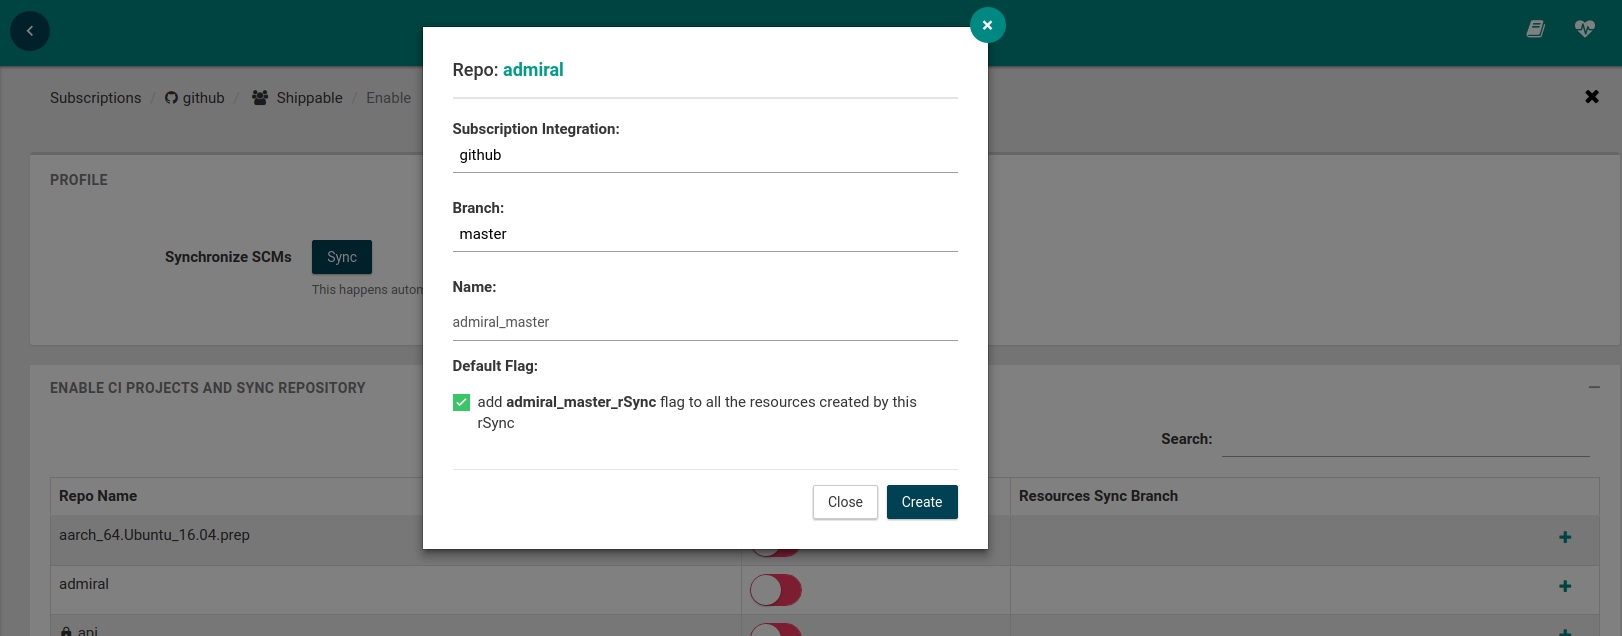 Subscriptions / github / Shippable / Enable
PROFILE
Synchronize SCMs Sync
This happens autom
ENABLE CI PROJECTS AND SYNC REPOSITORY
Search:
Repo Name
Resources Sync Branch
aarch_64.Ubuntu_16.04.prep
admiral
api
Repo: admiral
Subscription Integration:
github
Branch:
master
Name:
admiral_master
Default Flag:
add admiral_master_rSync flag to all the resources created by this
rSync
Close Create